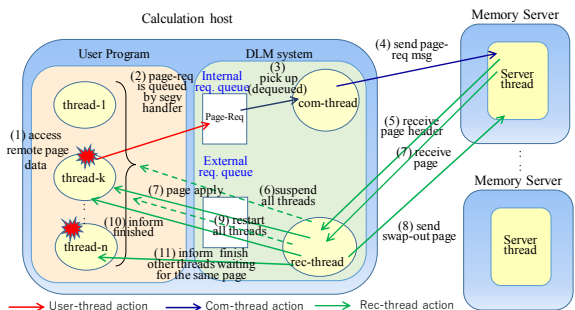 Calculation host
Memory Server
User Program
DLM system
(4) send page-
req msg
(2) page-req
is queued
by segv
handler
Internal
req. queue
(3)
pick up
(dequeued)
Server
thread
thread-1
Page-Req
com-thread
(1) access
remote page
data
(5) receive
page header
(7) receive
page
External
req. queue
thread-k
(7) page apply
(6)suspend
all threads
Memory Server
(10) inform
finished
(9) restart
all threads
(8) send
swap-out page
thread-n
(11) inform finish
other threads waiting
for the same page
rec-thread
Server
thread
User-thread action
Com-thread action
Rec-thread action